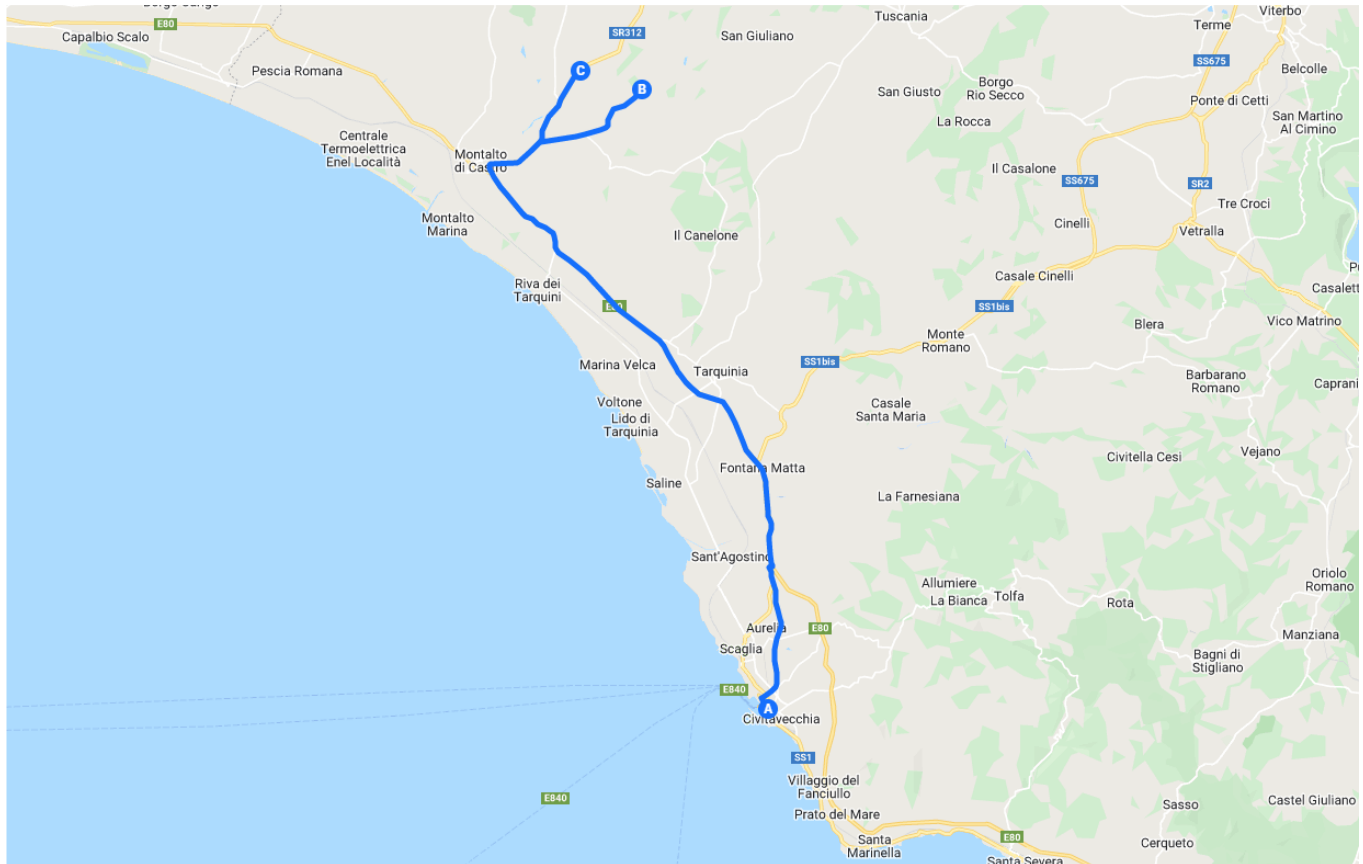 Borgo Carige
E80
Capalbio Scalo
Pescia Romana
SR312
San Giuliano
Tuscania
Terme
Viterbo
SS675
Belcolle
C
B
San Giusto
Borgo
Rio Secco
La Rocca
Ponte di Cetti
San Martino
Al Cimino
Centrale
Termoelettrica
Enel Località
Montalto
di Castro
Il Casalone
SS675
SR2
Tre Croci
Montalto
Marina
Il Canelone
Cinelli
Vetralla
Riva dei
Tarquini
E80
Casale Cinelli
SS1bis
Casaletto
Blera
Vico Matrino
Monte
Romano
Marina Velca
Tarquinia
SS1bis
Barbarano
Romano
Voltone
Lido di
Tarquinia
Casale
Santa Maria
Fontana Matta
Civitella Cesi
Vejano
Saline
La Farnesiana
Sant'Agostino
Allumiere
La Bianca
Tolfa
Rota
Oriolo
Romano
Aurelia
E80
Scaglia
Manziana
Bagni di
Stigliano
E840
A
Civitavecchia
SS1
Villaggio del
Fanciullo
E840
Prato del Mare
Sasso
Castel Giuliano
Santa
Marinella
E80
Cerqueto
Santa Severa